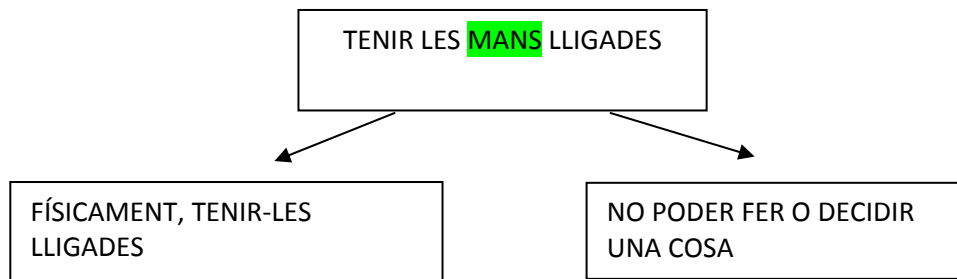 TENIR LES MANS LLIGADES
FÍSICAMENT, TENIR-LES
LLIGADES
NO PODER FER O DECIDIR
UNA COSA